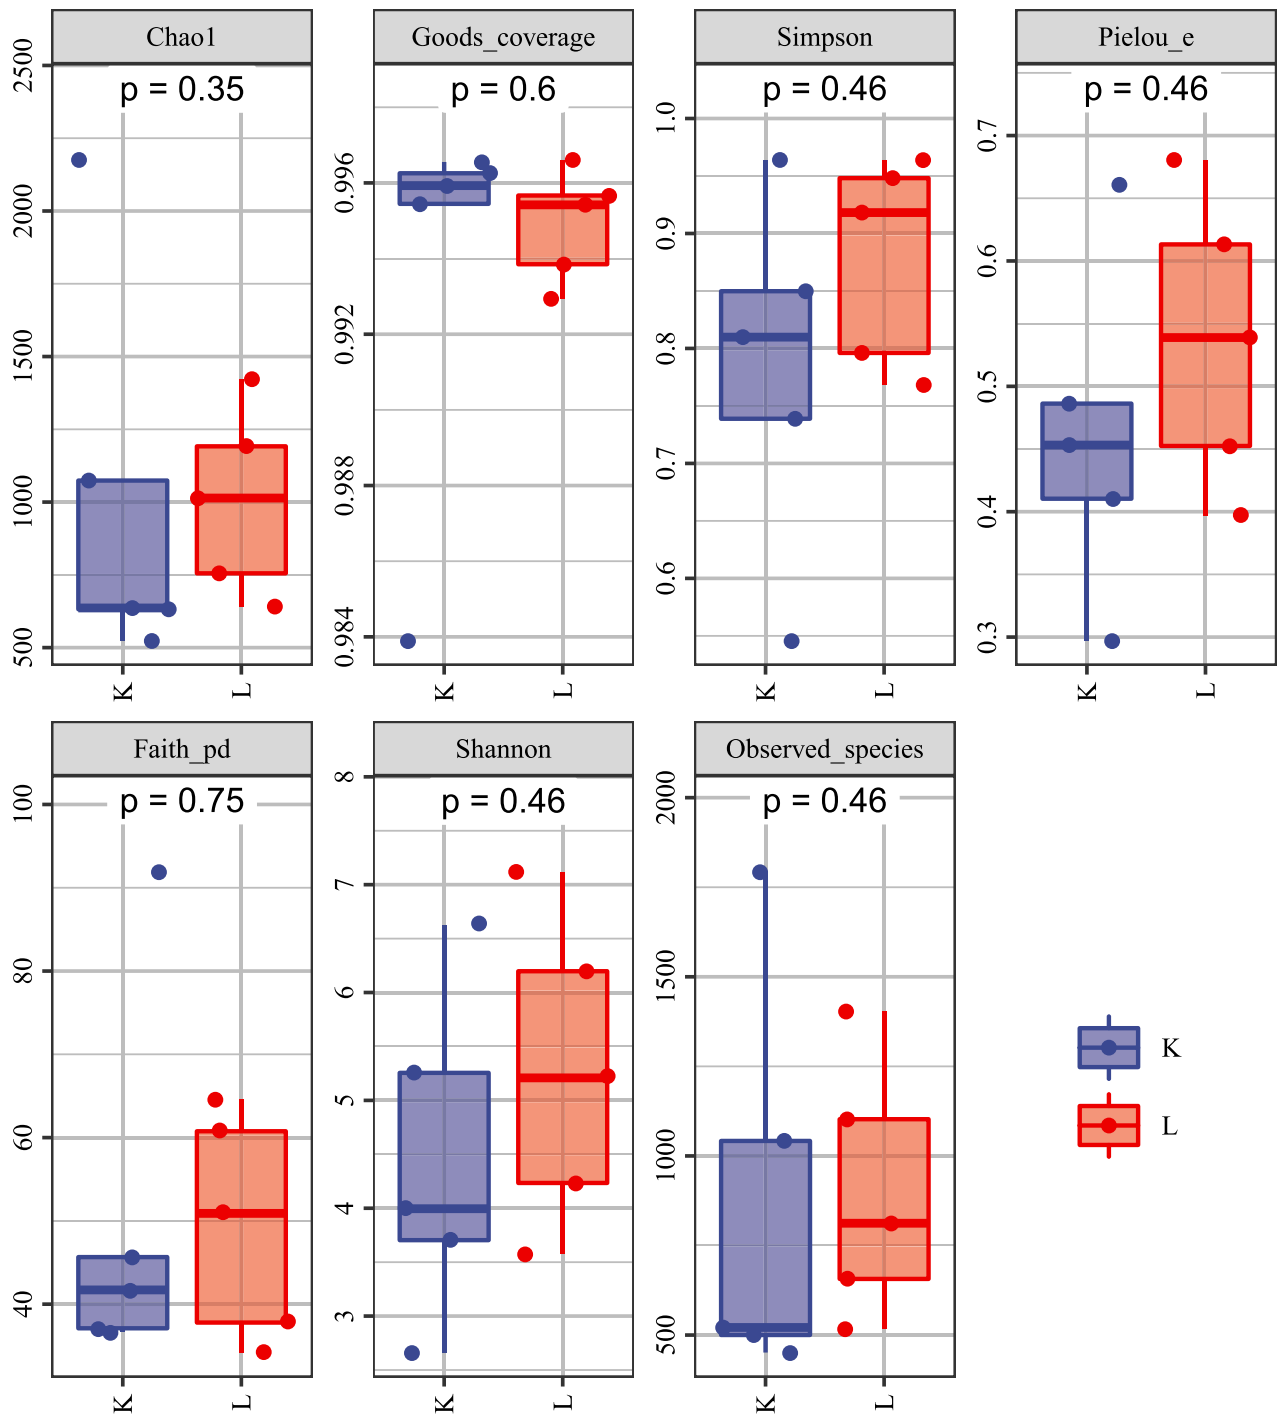 Chao1
p = 0.35
2500
2000
1500
1000
500
K
L
Goods_coverage
p = 0.6
0.996
0.992
0.988
0.984
K
L
Simpson
p = 0.46
1.0
0.9
0.8
0.7
0.6
K
L
Pielou_e
p = 0.46
0.7
0.6
0.5
0.4
0.3
K
L
Faith_pd
p = 0.75
100
80
60
40
K
L
Shannon
p = 0.46
8
7
6
5
4
3
K
L
Observed_species
p = 0.46
2000
1500
1000
500
K
L
K
L